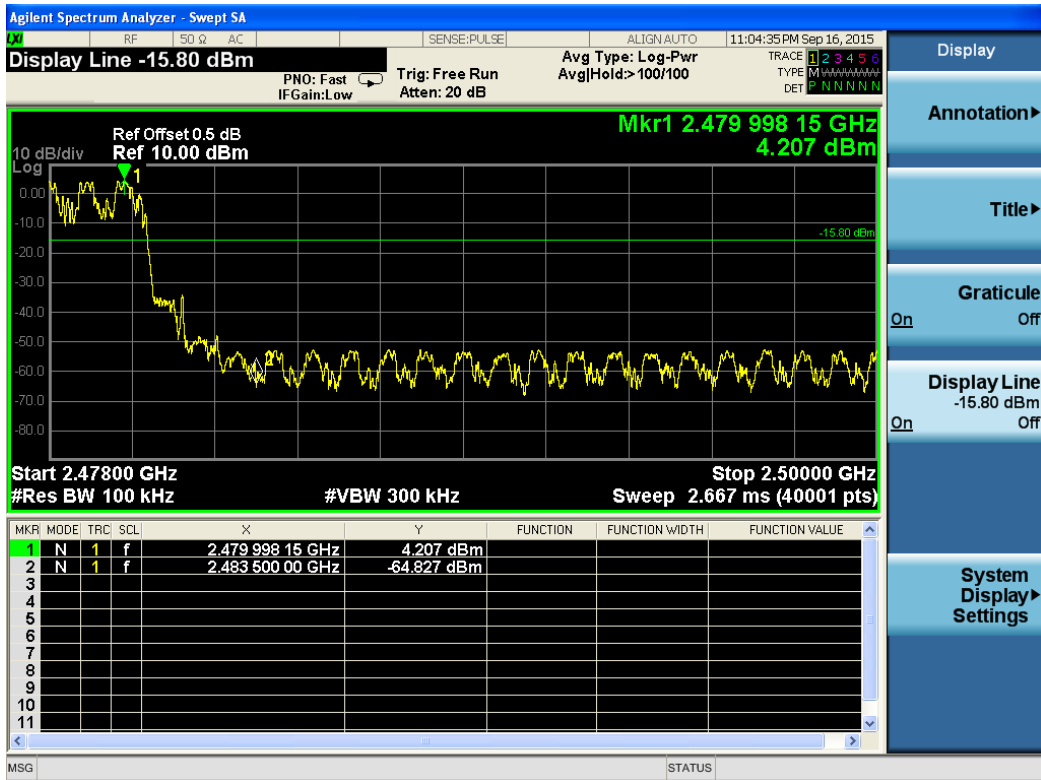 Agilent Spectrum Analyzer - Swept SA
LXI RF 50 Ω AC SENSE:PULSE ALIGN AUTO 11:04:35 PM Sep 16, 2015
Display Line -15.80 dBm
PNO: Fast
IFGain:Low
Trig: Free Run
Atten: 20 dB
Avg Type: Log-Pwr
Avg|Hold:>100/100
TRACE 1 2 3 4 5 6
TYPE M WWWWW
DET P N N N N N
Display
Annotation
Title
Graticule
On Off
Display Line
-15.80 dBm
On Off
System
Display
Settings
Mkr1 2.479 998 15 GHz
4.207 dBm
Ref Offset 0.5 dB
10 dB/div Ref 10.00 dBm
Log
1
0.00
-10.0
-15.80 dBm
-20.0
-30.0
-40.0
-50.0
2
-60.0
-70.0
-80.0
Start 2.47800 GHz Stop 2.50000 GHz
#Res BW 100 kHz #VBW 300 kHz Sweep 2.667 ms (40001 pts)
MKR MODE TRC SCL X Y FUNCTION FUNCTION WIDTH FUNCTION VALUE
1 N 1 f 2.479 998 15 GHz 4.207 dBm
2 N 1 f 2.483 500 00 GHz -64.827 dBm
3
4
5
6
7
8
9
10
11
MSG STATUS